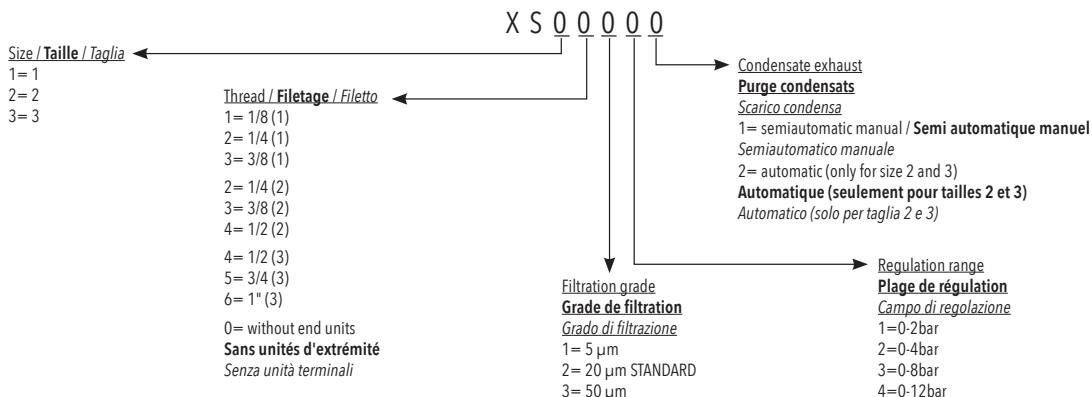 X S 0 0 0 0 0
Size / Taille / Taglia
1= 1
2= 2
3= 3
Thread / Filetage / Filetto
1= 1/8 (1)
2= 1/4 (1)
3= 3/8 (1)
2= 1/4 (2)
3= 3/8 (2)
4= 1/2 (2)
4= 1/2 (3)
5= 3/4 (3)
6= 1" (3)
0= without end units
Sans unités d'extrémité
Senza unità terminali
Filtration grade
Grade de filtration
Grado di filtrazione
1= 5 µm
2= 20 µm STANDARD
3= 50 µm
Condensate exhaust
Purge condensats
Scarico condensa
1= semiautomatic manual / Semi automatique manuel
Semiautomatico manuale
2= automatic (only for size 2 and 3)
Automatique (seulement pour tailles 2 et 3)
Automatico (solo per taglia 2 e 3)
Regulation range
Plage de régulation
Campo di regolazione
1=0-2bar
2=0-4bar
3=0-8bar
4=0-12bar